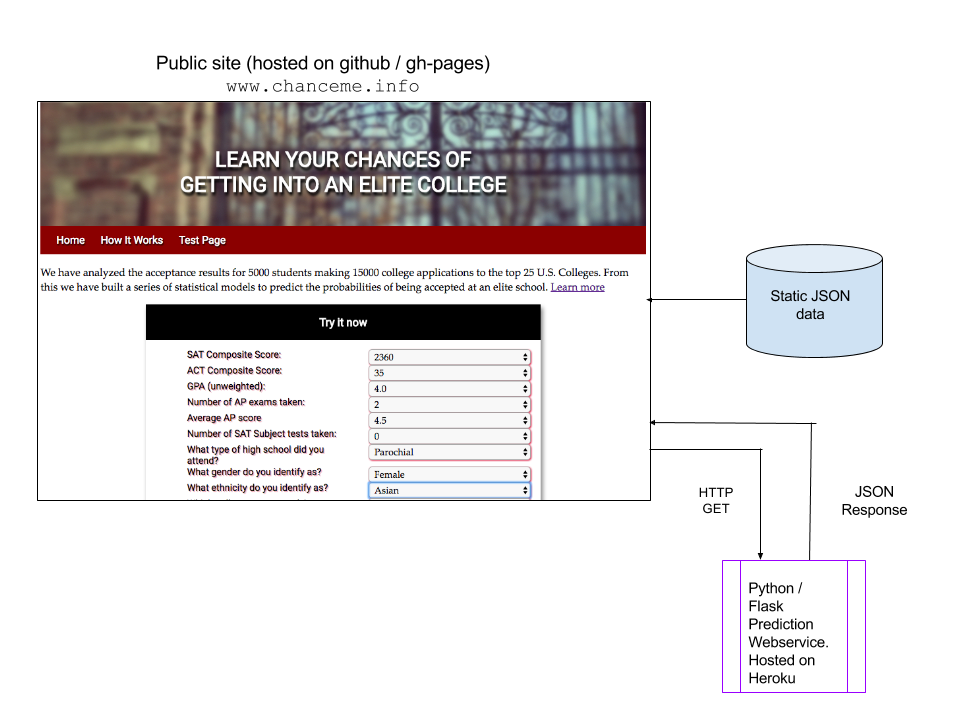 Public site (hosted on github / gh-pages)
www.chanceme.info
LEARN YOUR CHANCES OF
GETTING INTO AN ELITE COLLEGE
Home How It Works Test Page
We have analyzed the acceptance results for 5000 students making 15000 college applications to the top 25 U.S. Colleges. From
this we have built a series of statistical models to predict the probabilities of being accepted at an elite school. Learn more
Try it now
SAT Composite Score: 2360
ACT Composite Score: 35
GPA (unweighted): 4.0
Number of AP exams taken: 2
Average AP score 4.5
Number of SAT Subject tests taken: 0
What type of high school did you Parochial
attend?
What gender do you identify as? Female
What ethnicity do you identify as? Asian
Static JSON
data
HTTP
GET
JSON
Response
Python /
Flask
Prediction
Webservice.
Hosted on
Heroku